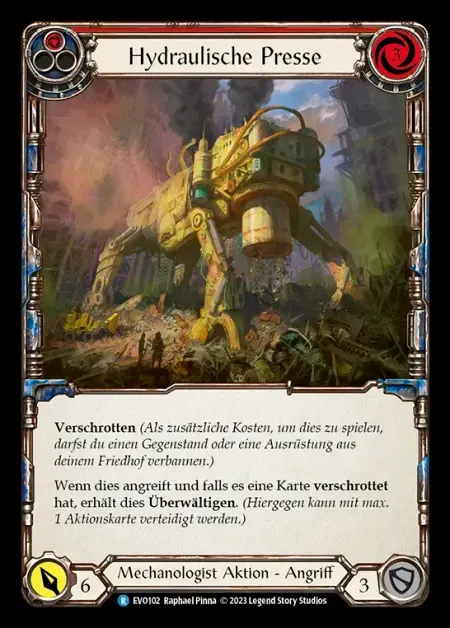 Hydraulische Presse
3
Verschrotten (Als zusätzliche Kosten, um dies zu spielen,
darfst du einen Gegenstand oder eine Ausrüstung aus
deinem Friedhof verbannen.)
Wenn dies angreift und falls es eine Karte verschrottet
hat, erhält dies Überwältigen. (Hiergegen kann mit max.
1 Aktionskarte verteidigt werden.)
6
Mechanologist Aktion - Angriff
3
R EVO102 Raphael Pinna © 2023 Legend Story Studios